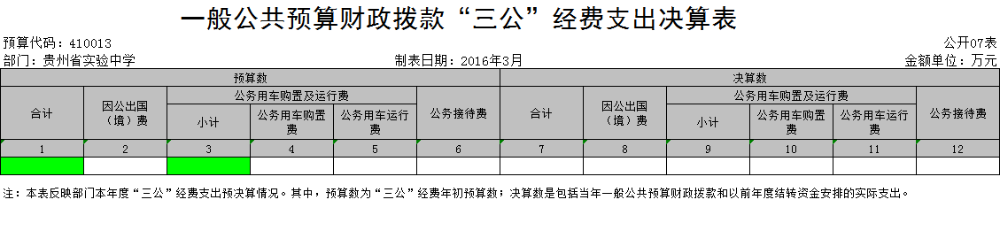 一般公共预算财政拨款“三公”经费支出决算表
预算代码：410013 公开07表
部门：贵州省实验中学 制表日期：2016年3月 金额单位：万元
预算数 决算数
合计 因公出国（境）费 公务用车购置及运行费 公务接待费 合计 因公出国（境）费 公务用车购置及运行费 公务接待费
小计 公务用车购置费 公务用车运行费 小计 公务用车购置费 公务用车运行费
1 2 3 4 5 6 7 8 9 10 11 12
注：本表反映部门本年度“三公”经费支出预决算情况。其中，预算数为“三公”经费年初预算数；决算数是包括当年一般公共预算财政拨款和以前年度结转资金安排的实际支出。